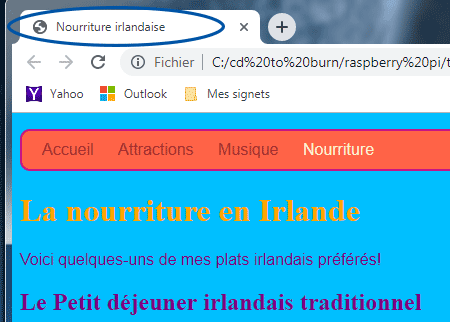 Nourriture irlandaise
Fichier C:/cd%20to%20burn/raspberry%20pi/t
Yahoo Outlook Mes signets
Accueil Attractions Musique Nourriture
La nourriture en Irlande
Voici quelques-uns de mes plats irlandais préférés!
Le Petit déjeuner irlandais traditionnel